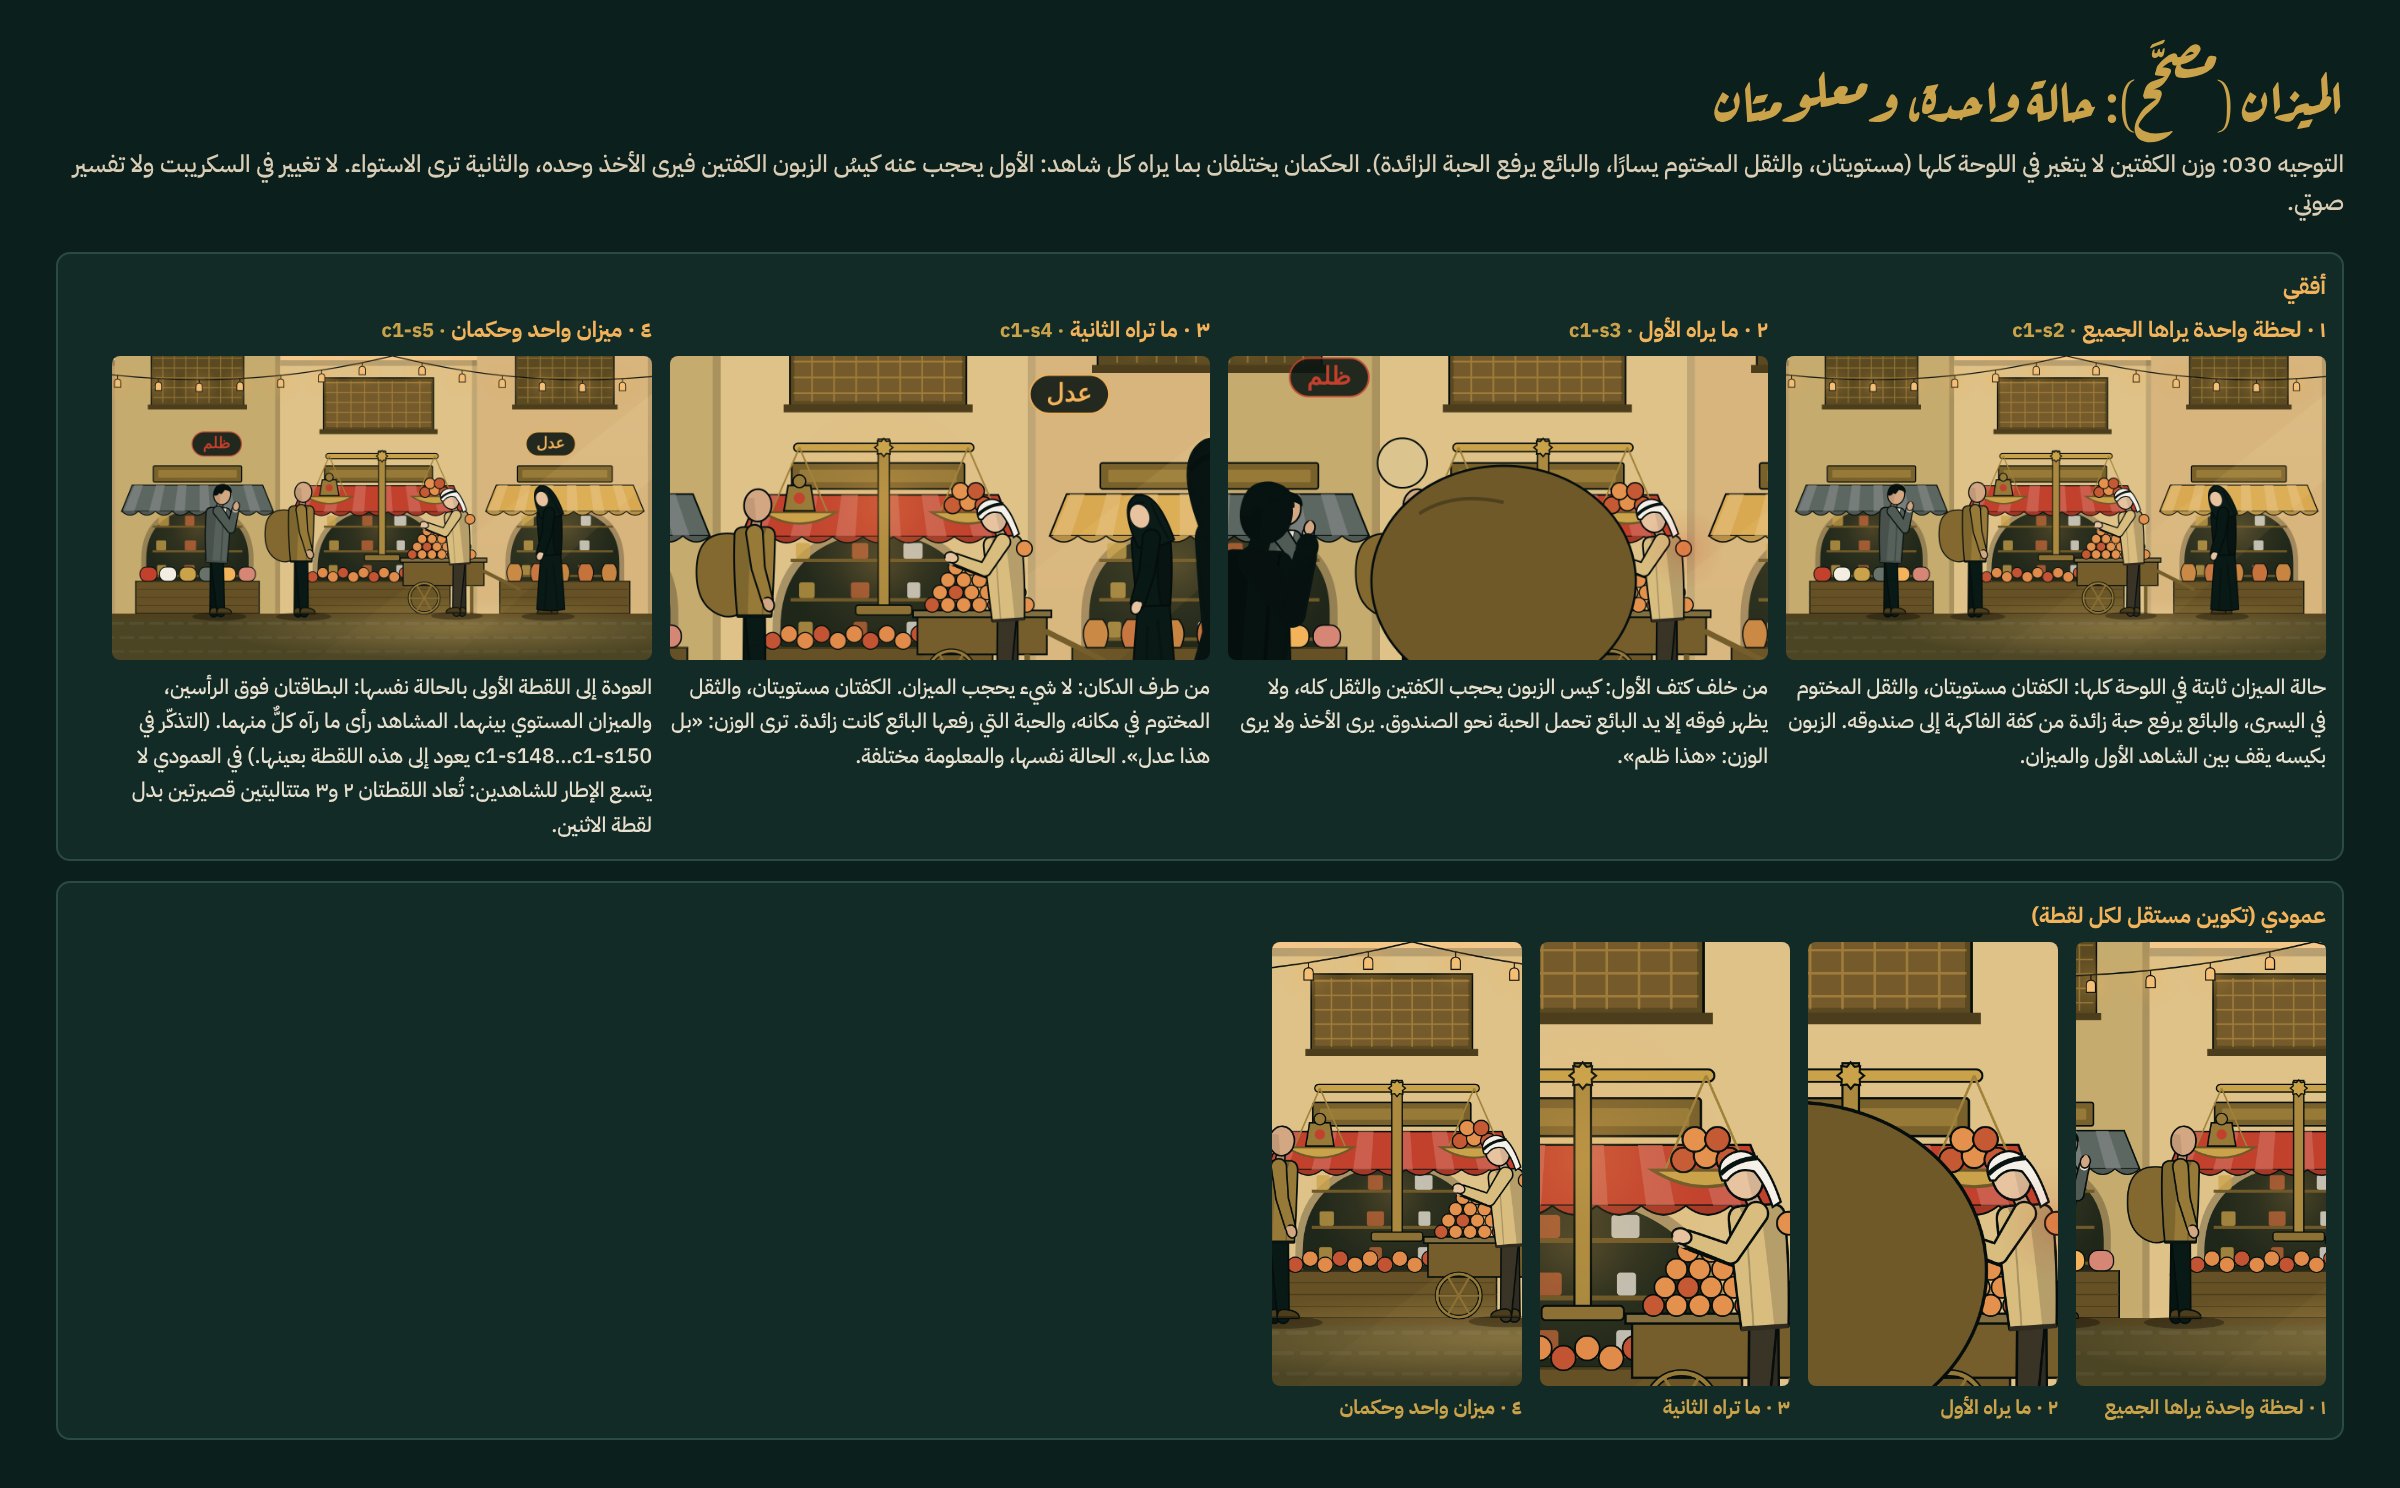 الميزان (مصحَّح): حالة واحدة، ومعلومتان
التوجيه 030: وزن الكفتين لا يتغير في اللوحة كلها (مستويتان، والثقل المختوم يسارًا، والبائع يرفع الحبة الزائدة). الحكمان يختلفان بما يراه كل شاهد: الأول يحجب عنه كيسُ الزبون الكفتين فيرى الأخذ وحده، والثانية ترى الاستواء. لا تغيير في السكريبت ولا تفسير
صوتي.
أفقي
١ · لحظة واحدة يراها الجميع · c1-s2
ظلم
عدل
حالة الميزان ثابتة في اللوحة كلها: الكفتان مستويتان، والثقل المختوم
في اليسرى، والبائع يرفع حبة زائدة من كفة الفاكهة إلى صندوقه. الزبون
بكيسه يقف بين الشاهد الأول والميزان.
٢ · ما يراه الأول · c1-s3
من خلف كتف الأول: كيس الزبون يحجب الكفتين والثقل كله، ولا
يظهر فوقه إلا يد البائع تحمل الحبة نحو الصندوق. يرى الأخذ ولا يرى
الوزن: «هذا ظلم».
٣ · ما تراه الثانية · c1-s4
من طرف الدكان: لا شيء يحجب الميزان. الكفتان مستويتان، والثقل
المختوم في مكانه، والحبة التي رفعها البائع كانت زائدة. ترى الوزن: «بل
هذا عدل». الحالة نفسها، والمعلومة مختلفة.
٤ · ميزان واحد وحكمان · c1-s5
ظلم
عدل
العودة إلى اللقطة الأولى بالحالة نفسها: البطاقتان فوق الرأسين،
والميزان المستوي بينهما. المشاهد رأى ما رآه كلٌّ منهما. (التذكّر في
c1-s148…c1-s150 يعود إلى هذه اللقطة بعينها.) في العمودي لا
يتسع الإطار للشاهدين: تُعاد اللقطتان ٢ و٣ متتاليتين قصيرتين بدل
لقطة الاثنين.
عمودي (تكوين مستقل لكل لقطة)
١ · لحظة واحدة يراها الجميع
٢ · ما يراه الأول
٣ · ما تراه الثانية
٤ · ميزان واحد وحكمان